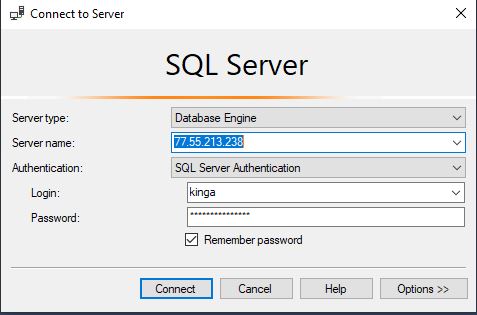 Connect to Server
SQL Server
Server type: Database Engine
Server name: 77.55.213.238
Authentication: SQL Server Authentication
Login: kinga
Password: ***************
Remember password
Connect Cancel Help Options >>